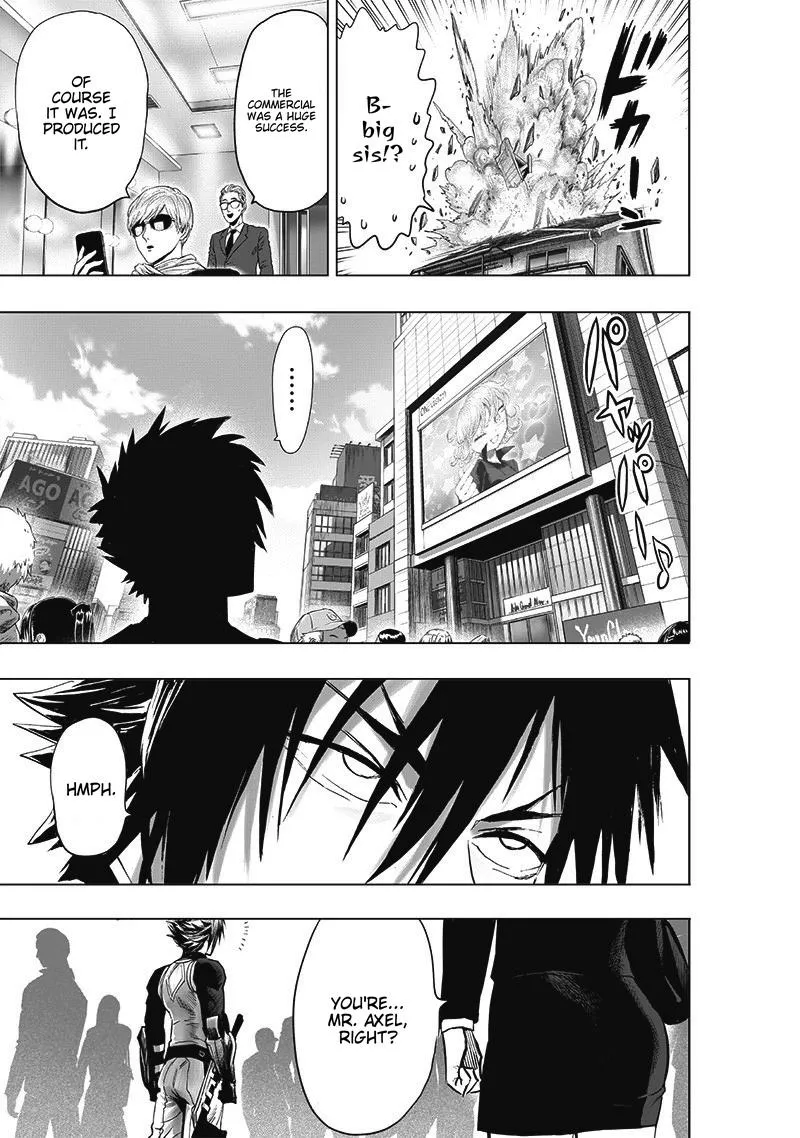 ドカー
B-
big
sis!?
THE
COMMERCIAL
WAS A HUGE
SUCCESS.
OF
COURSE
IT WAS. I
PRODUCED
IT.
パヤッパー♪
AGO
HMPH.
YOU'RE...
MR. AXEL,
RIGHT?